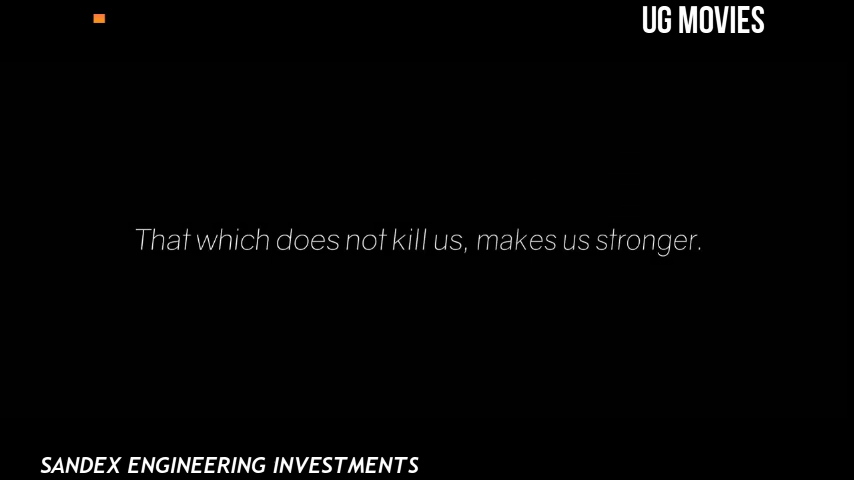 UG MOVIES
That which does not kill us, makes us stronger.
SANDEX ENGINEERING INVESTMENTS